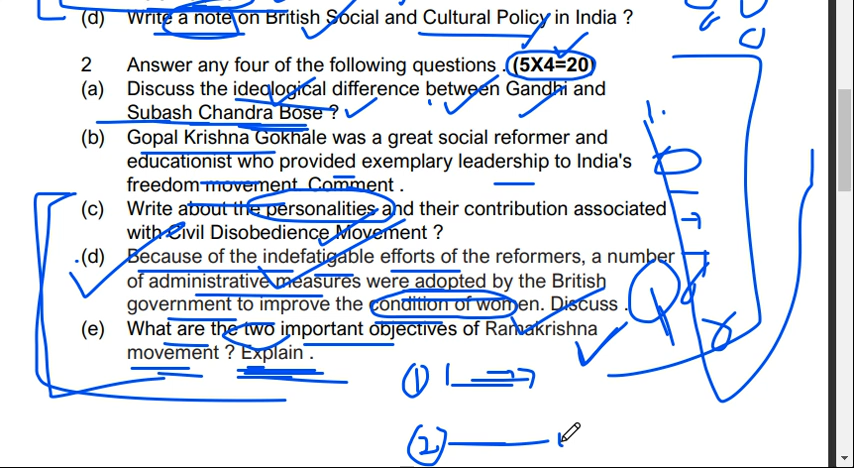 (d) Write a note on British Social and Cultural Policy in India ?
2 Answer any four of the following questions . (5X4=20)
(a) Discuss the ideological difference between Gandhi and
Subash Chandra Bose ?
(b) Gopal Krishna Gokhale was a great social reformer and
educationist who provided exemplary leadership to India's
freedom movement. Comment .
(c) Write about the personalities and their contribution associated
with Civil Disobedience Movement ?
.(d) Because of the indefatigable efforts of the reformers, a number
of administrative measures were adopted by the British
government to improve the condition of women. Discuss .
(e) What are the two important objectives of Ramakrishna
movement ? Explain .
①
②